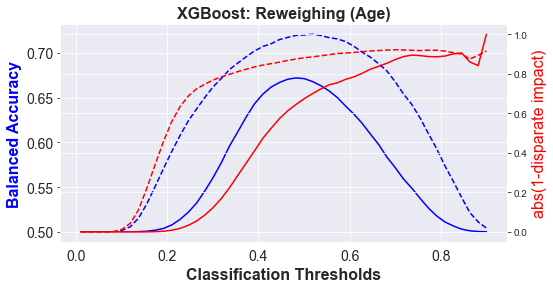 XGBoost: Reweighing (Age)
Balanced Accuracy
0.70
0.65
0.60
0.55
0.50
1.0
0.8
0.6
0.4
0.2
0.0
abs(1-disparate impact)
0.0 0.2 0.4 0.6 0.8
Classification Thresholds